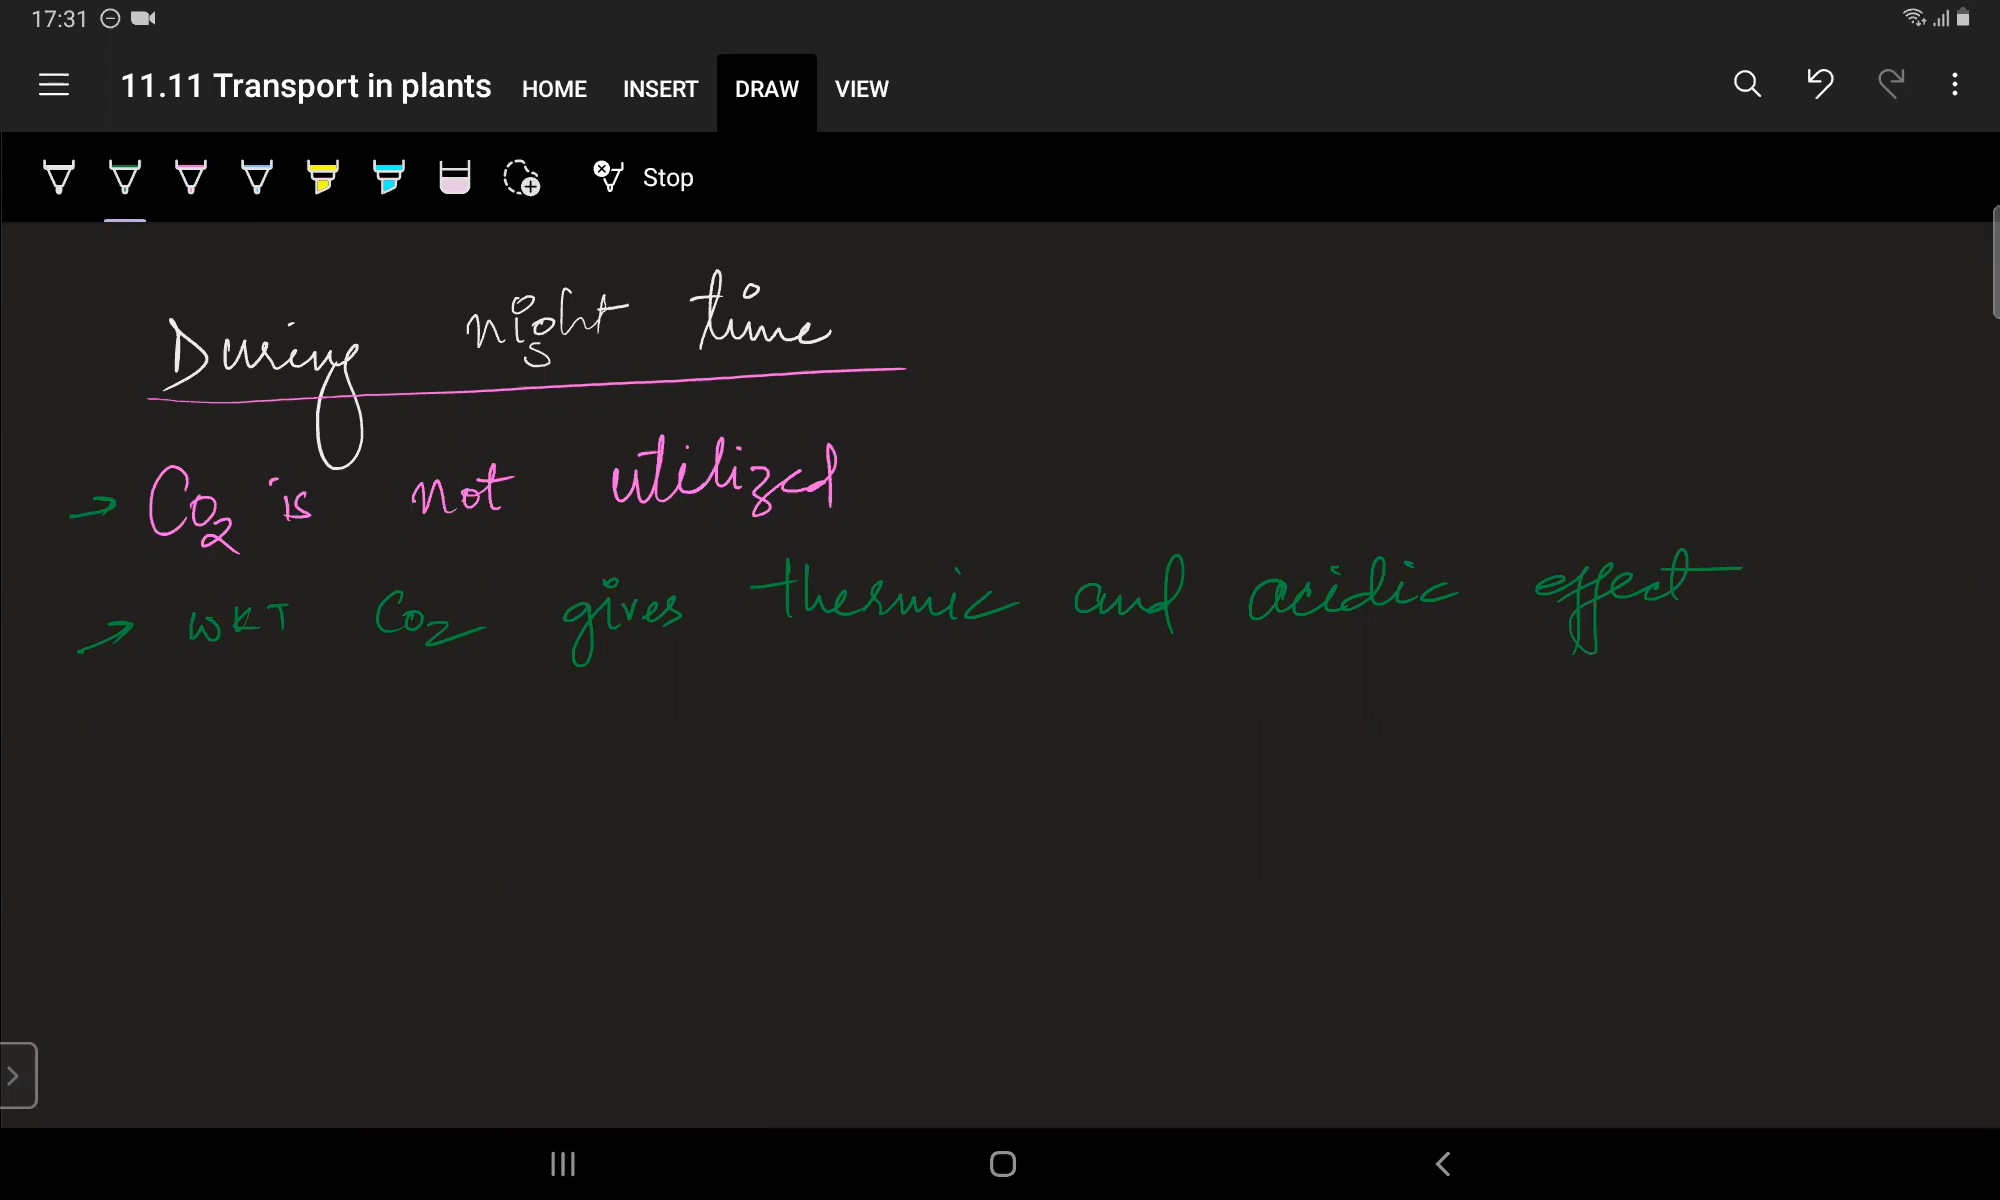 17:31
11.11 Transport in plants HOME INSERT DRAW VIEW
Stop
During night time
→ CO2 is not utilized
→ WKT CO2 gives thermic and acidic effect